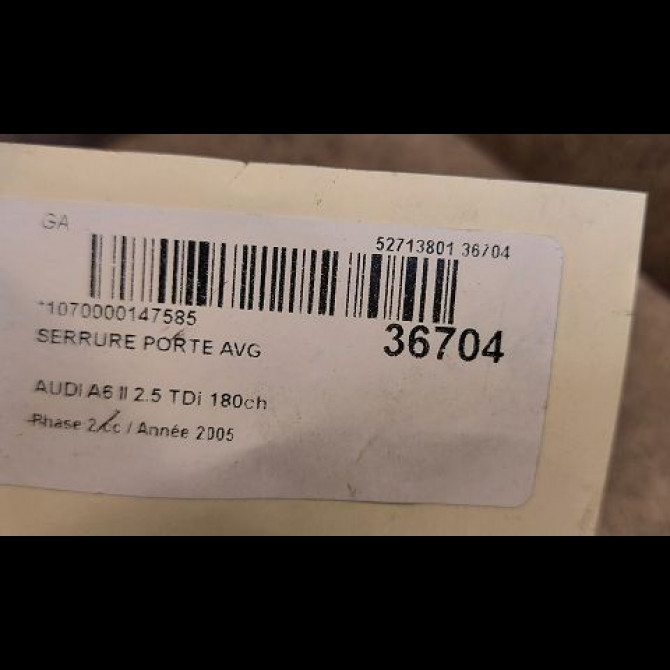 GA
52713801 36704
*1070000147585
36704
SERRURE PORTE AVG
AUDI A6 II 2.5 TDi 180ch
Phase 2 / Année 2005